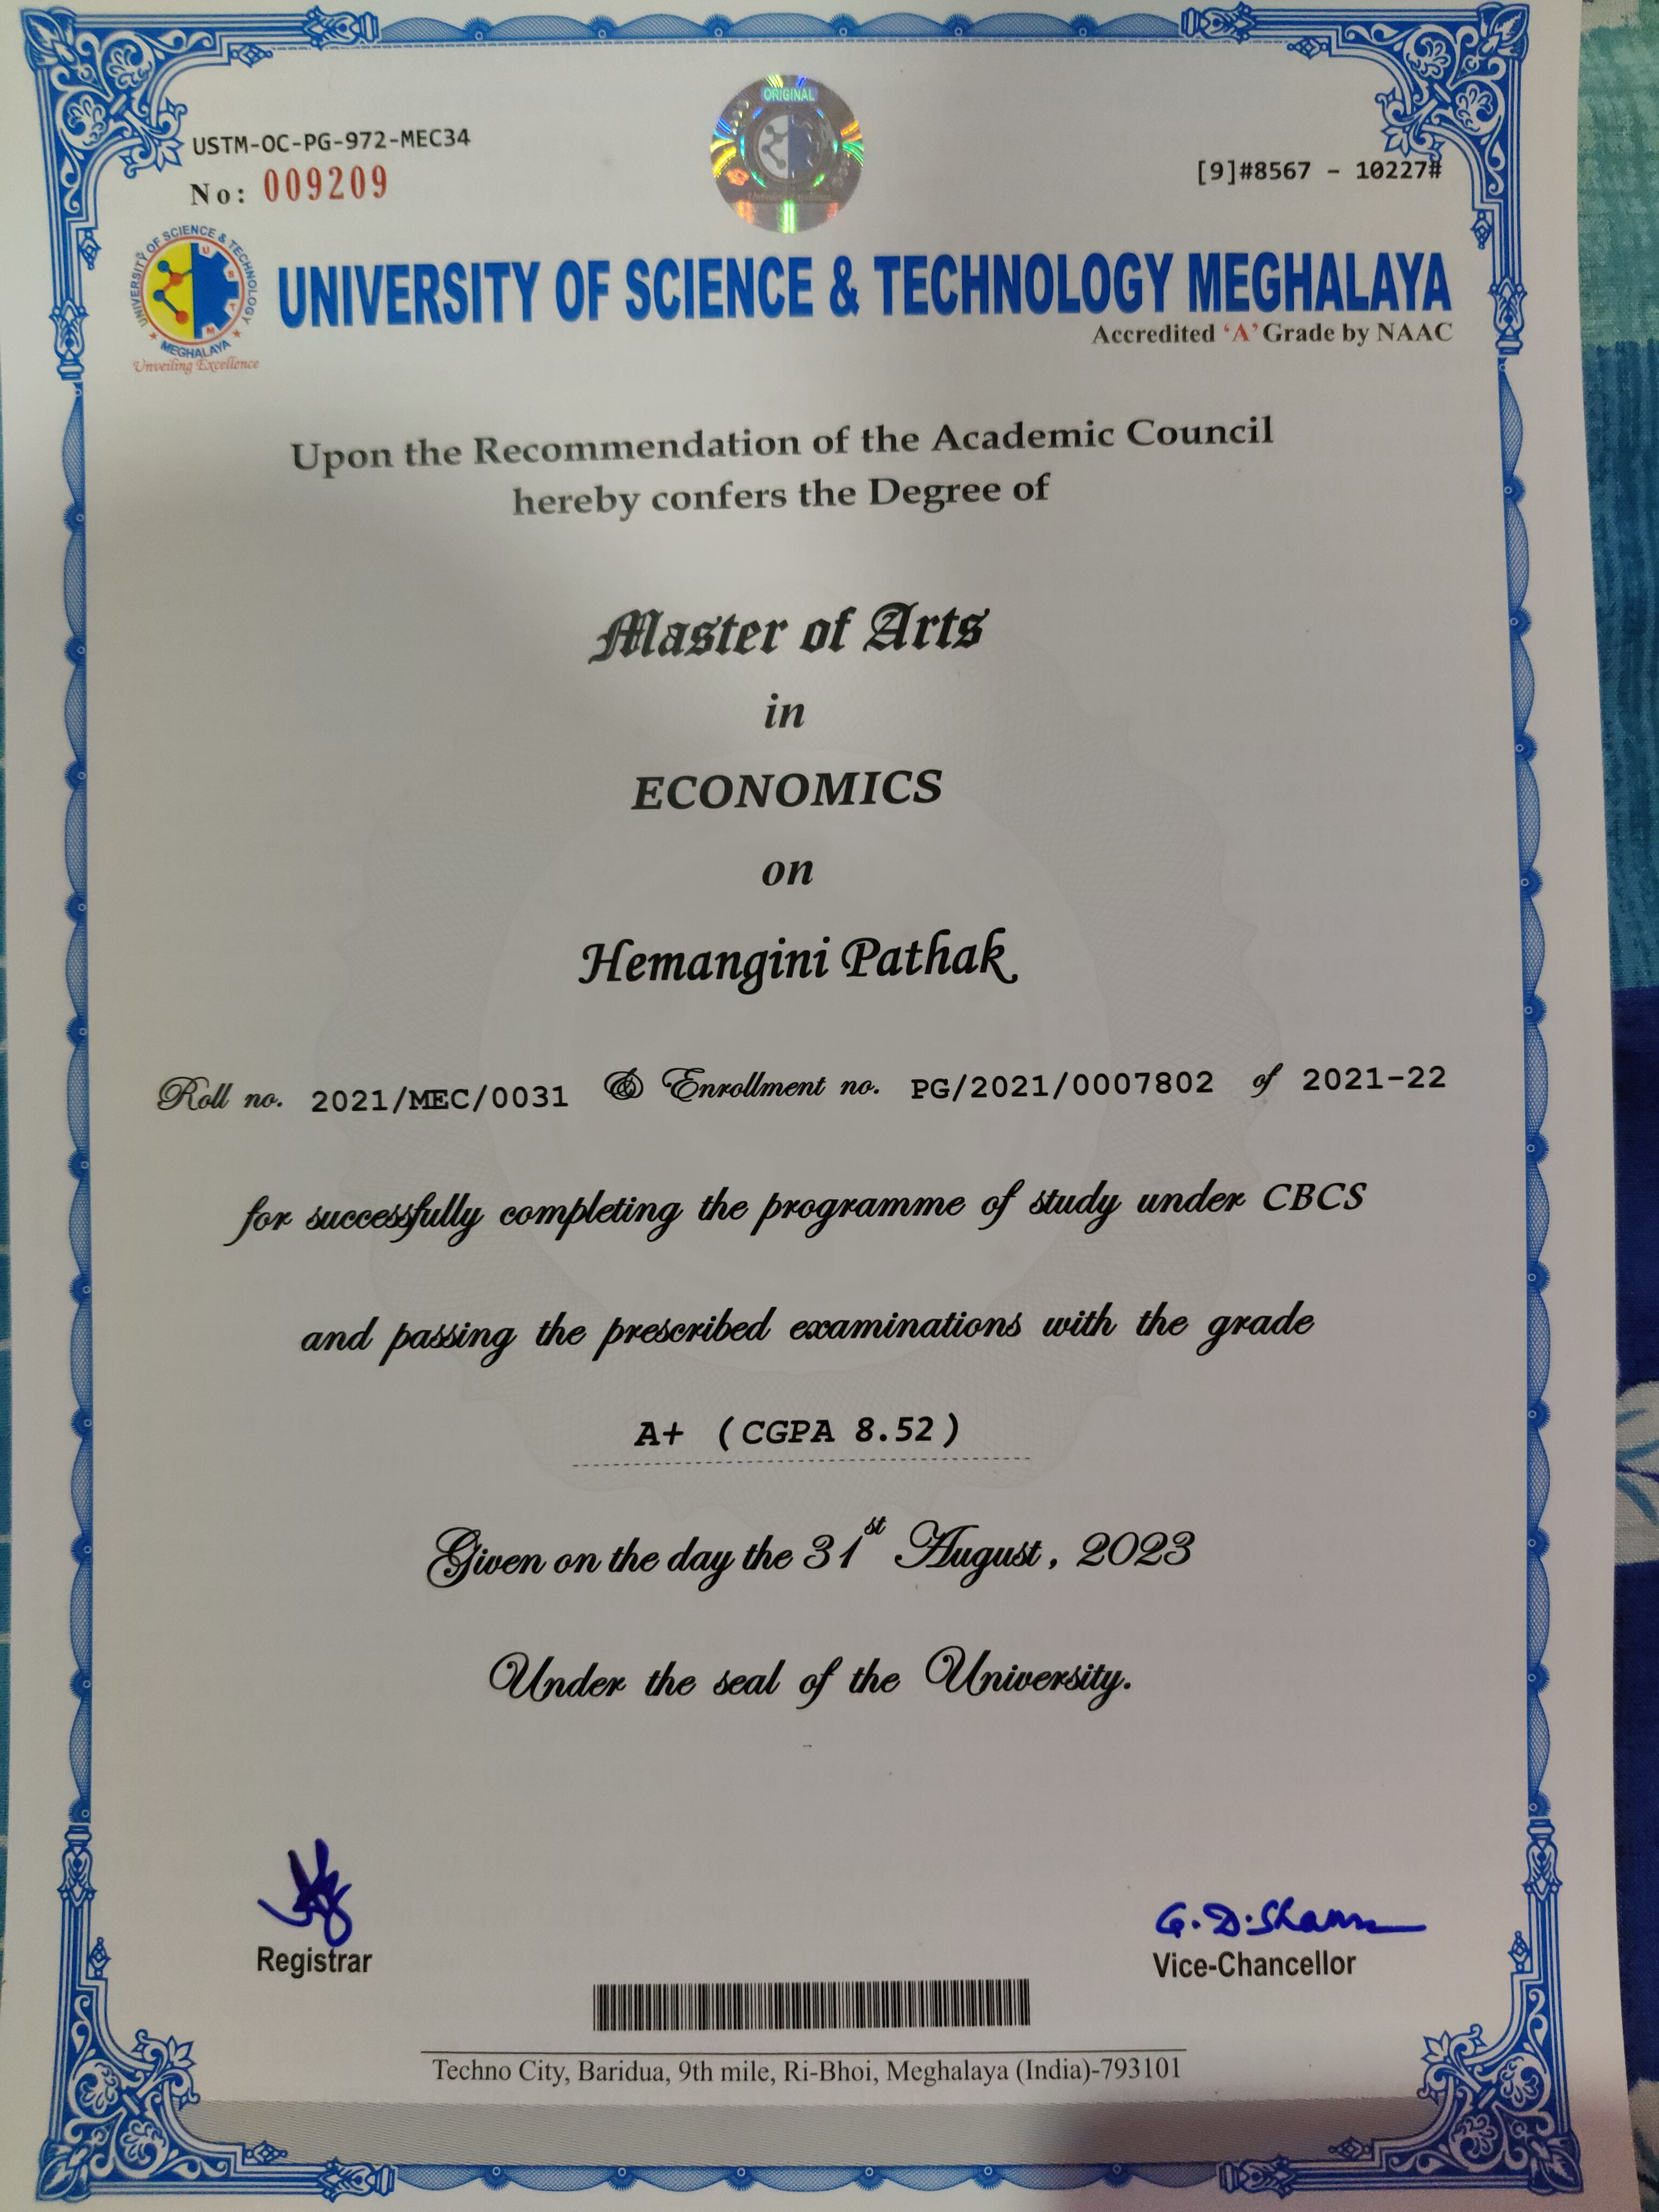 ORIGINAL
USTM-OC-PG-972-MEC34
No: 009209
[9]#8567 - 10227#
UNIVERSITY OF SCIENCE & TECHNOLOGY
MEGHALAYA
U S T M
Unveiling Excellence
UNIVERSITY OF SCIENCE & TECHNOLOGY MEGHALAYA
Accredited 'A' Grade by NAAC
Upon the Recommendation of the Academic Council
hereby confers the Degree of
Master of Arts
in
ECONOMICS
on
Hemangini Pathak
Roll no. 2021/MEC/0031 & Enrollment no. PG/2021/0007802 of 2021-22
for successfully completing the programme of study under CBCS
and passing the prescribed examinations with the grade
A+ (CGPA 8.52)
Given on the day the 31st August, 2023
Under the seal of the University.
G.D.Sharma
Registrar
Vice-Chancellor
Techno City, Baridua, 9th mile, Ri-Bhoi, Meghalaya (India)-793101